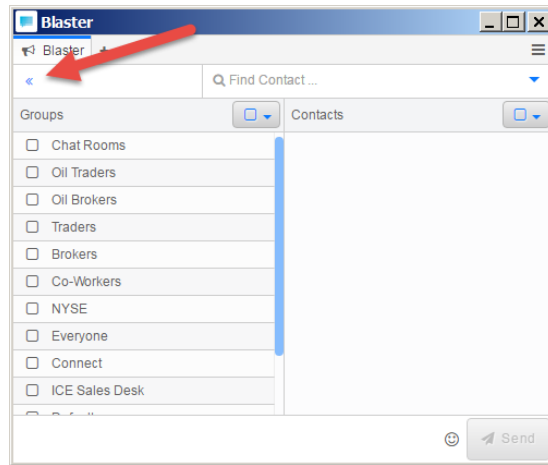 Blaster
Blaster
Find Contact ...
Groups
Contacts
Chat Rooms
Oil Traders
Oil Brokers
Traders
Brokers
Co-Workers
NYSE
Everyone
Connect
ICE Sales Desk
Send